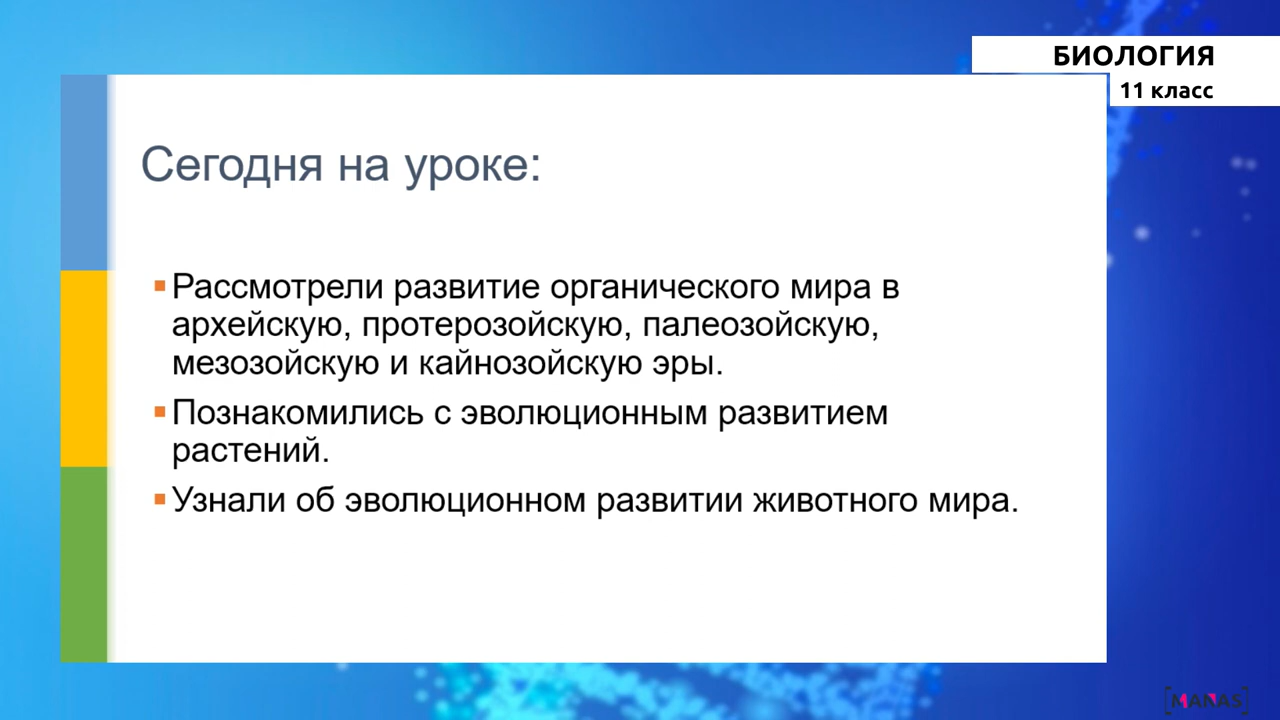 БИОЛОГИЯ
11 класс
Сегодня на уроке:
Рассмотрели развитие органического мира в
архейскую, протерозойскую, палеозойскую,
мезозойскую и кайнозойскую эры.
Познакомились с эволюционным развитием
растений.
Узнали об эволюционном развитии животного мира.
[MANAS]